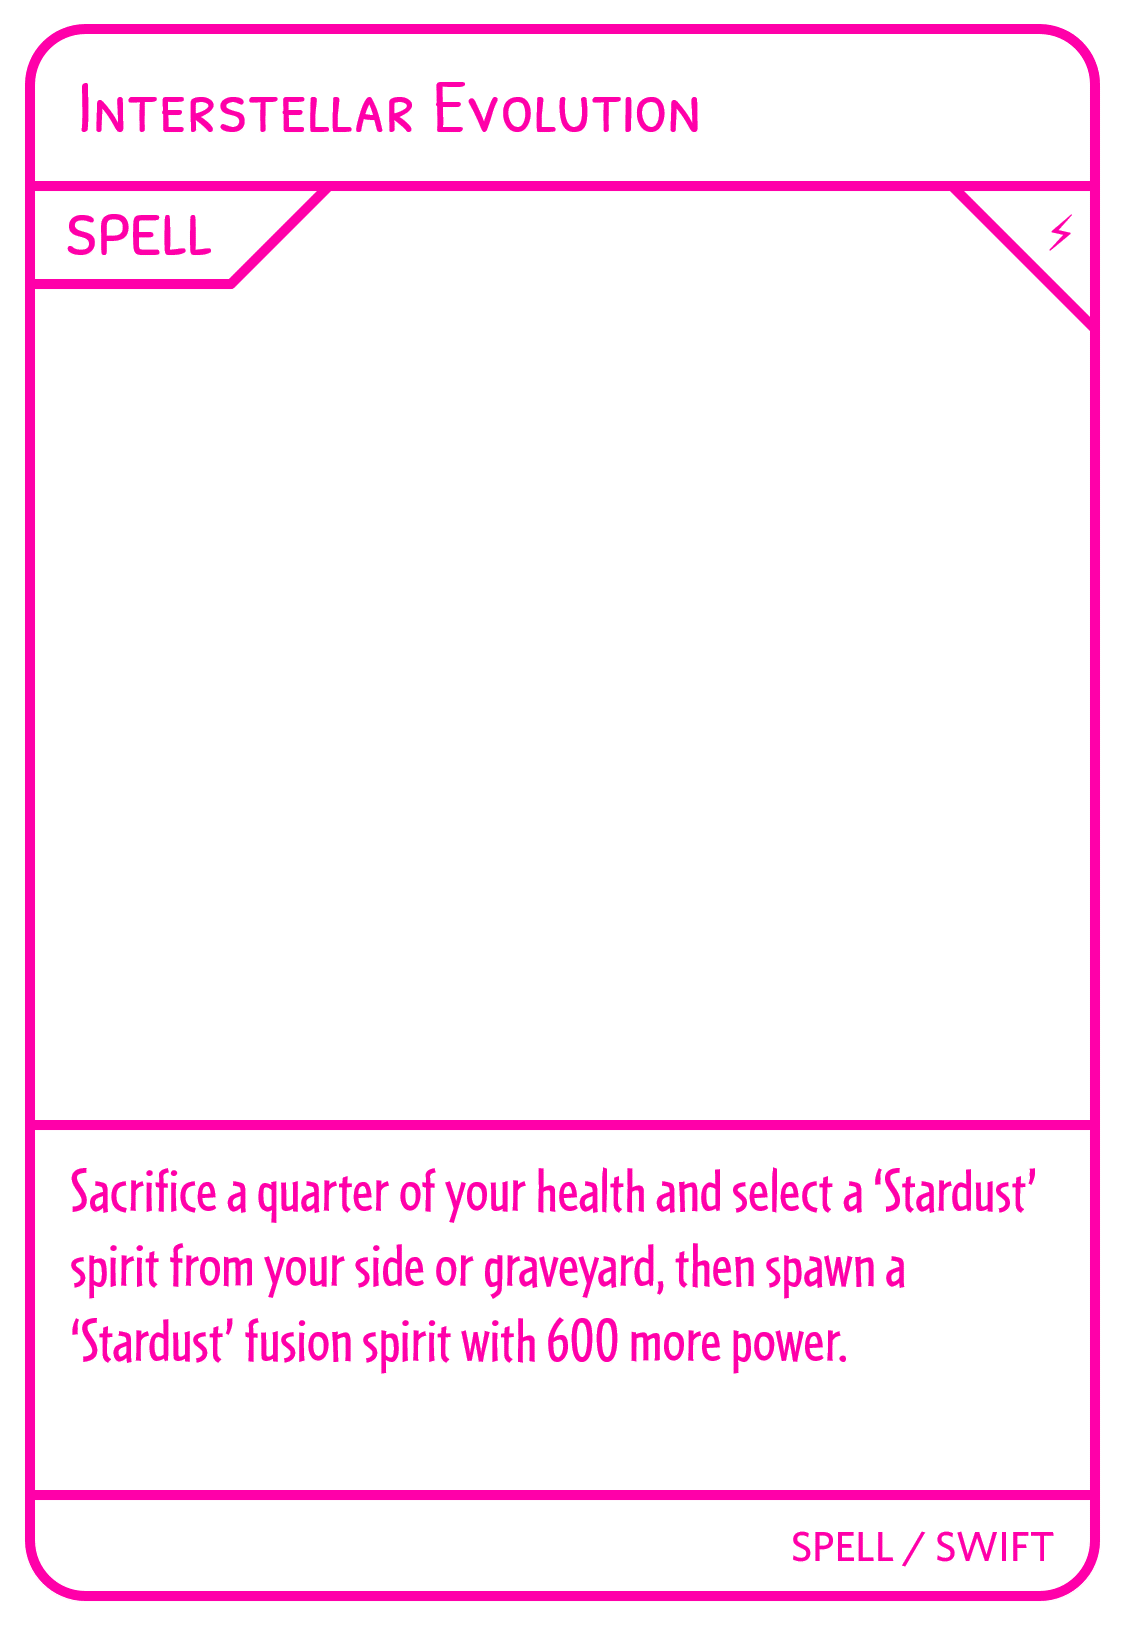 Interstellar Evolution
SPELL
⚡
Sacrifice a quarter of your health and select a ‘Stardust’
spirit from your side or graveyard, then spawn a
‘Stardust’ fusion spirit with 600 more power.
SPELL / SWIFT